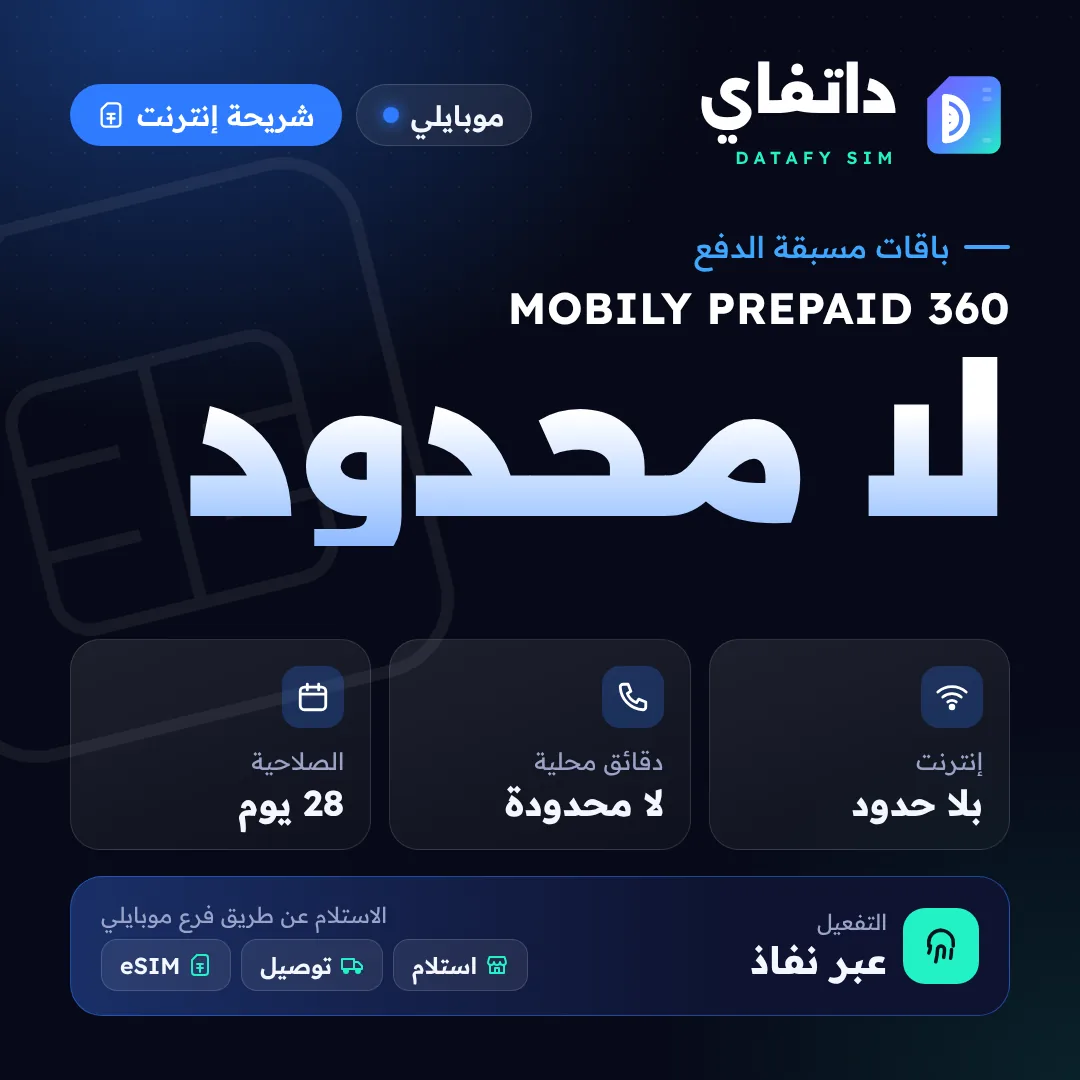 داتفاي
DATAFY SIM
موبايلي
شريحة إنترنت
باقات مسبقة الدفع
MOBILY PREPAID 360
لا محدود
إنترنت
بلا حدود
دقائق محلية
لا محدودة
الصلاحية
28 يوم
التفعيل
عبر نفاذ
الاستلام عن طريق فرع موبايلي
استلام
توصيل
eSIM